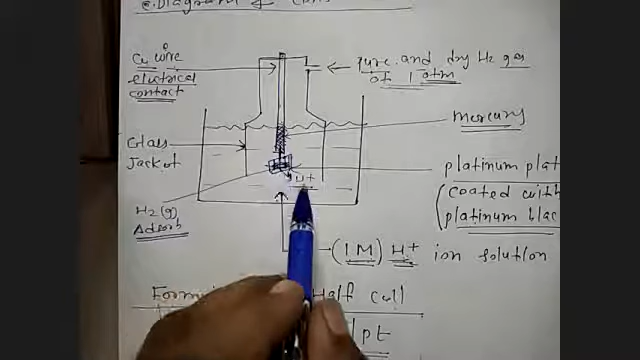 Diagram &
Cu wire
electrical
contact
Pure and dry H2 gas
of 1 atm
mercury
Glass
Jacket
platinum plat
(coated with
platinum blac
H+
H2(g)
Adsorb
(1M) H+ ion solution
Half cell
pt